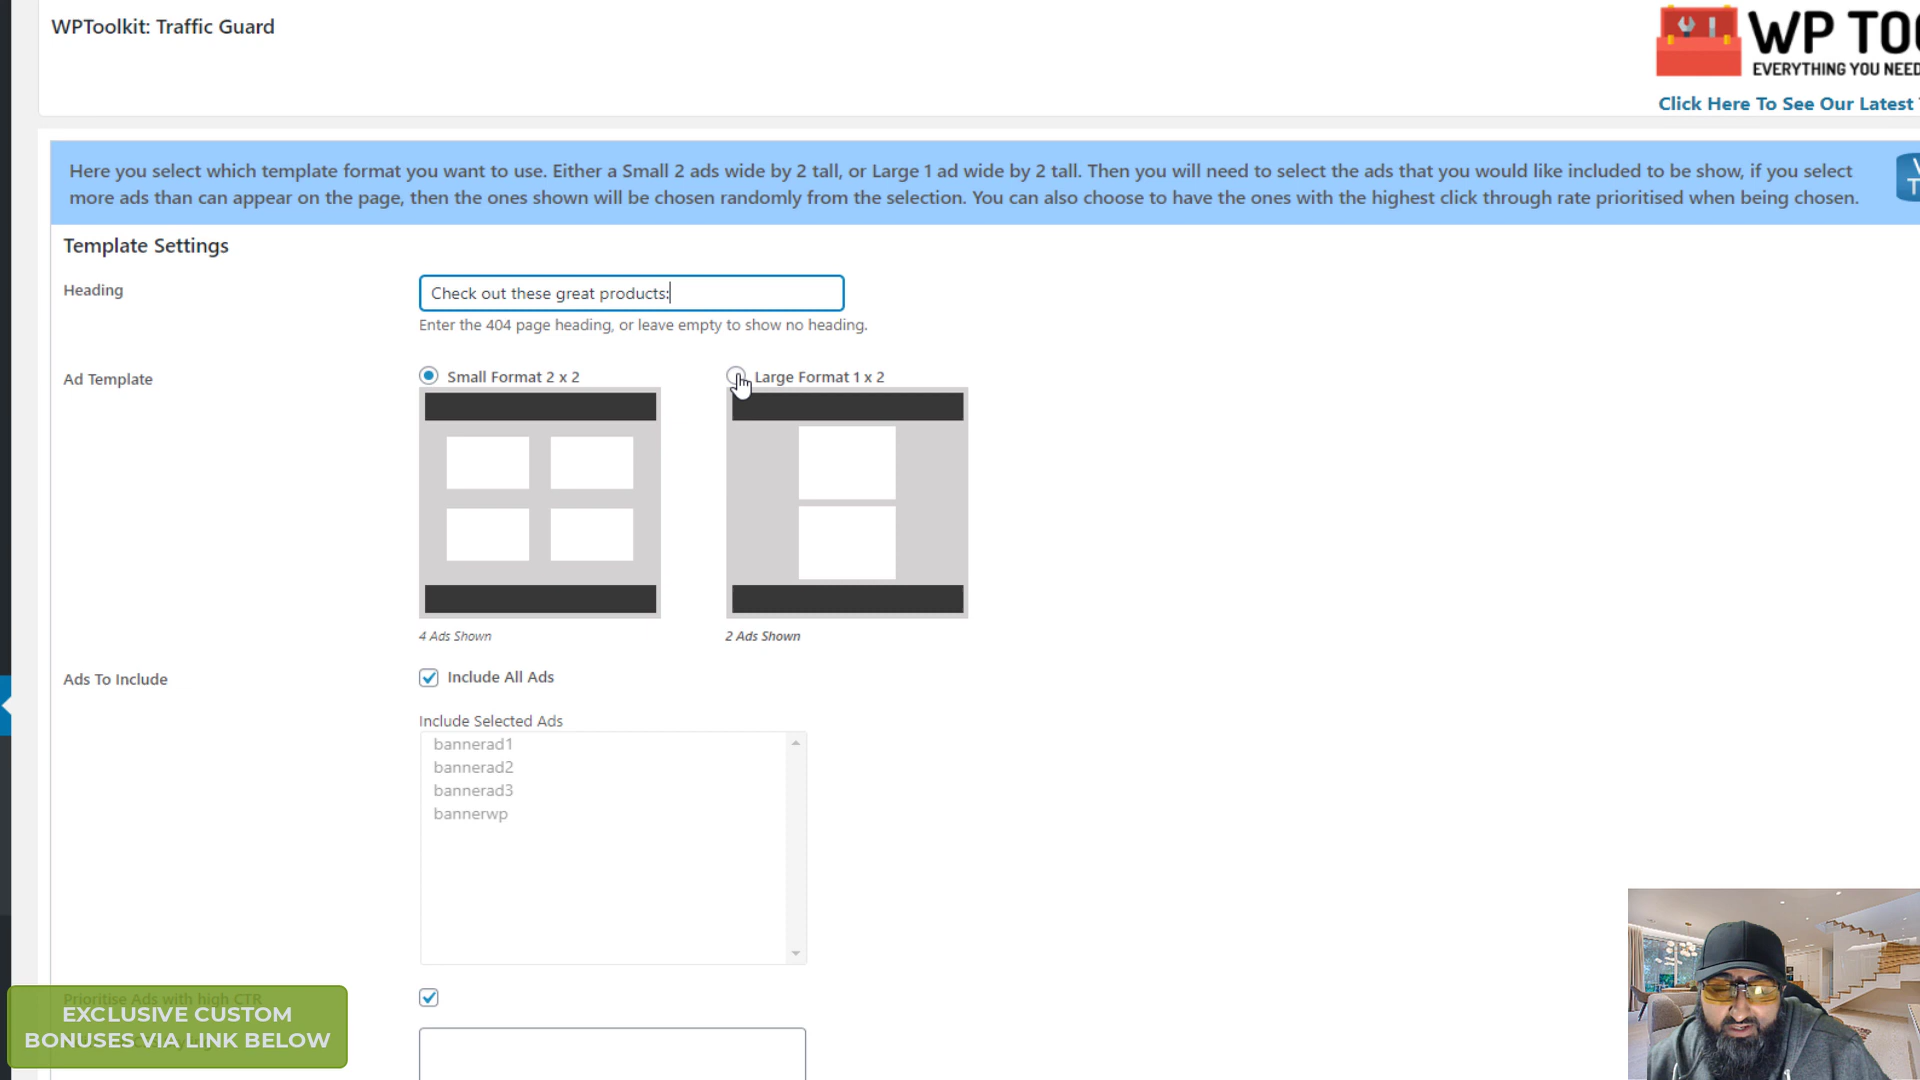 WPToolkit: Traffic Guard
WP TOO
EVERYTHING YOU NEED
Click Here To See Our Latest
Here you select which template format you want to use. Either a Small 2 ads wide by 2 tall, or Large 1 ad wide by 2 tall. Then you will need to select the ads that you would like included to be show, if you select
more ads than can appear on the page, then the ones shown will be chosen randomly from the selection. You can also choose to have the ones with the highest click through rate prioritised when being chosen.
Template Settings
Heading
Check out these great products:
Enter the 404 page heading, or leave empty to show no heading.
Ad Template
Small Format 2 x 2
Large Format 1 x 2
4 Ads Shown
2 Ads Shown
Ads To Include
Include All Ads
Include Selected Ads
bannerad1
bannerad2
bannerad3
bannerwp
Prioritise Ads with high CTR
EXCLUSIVE CUSTOM
BONUSES VIA LINK BELOW